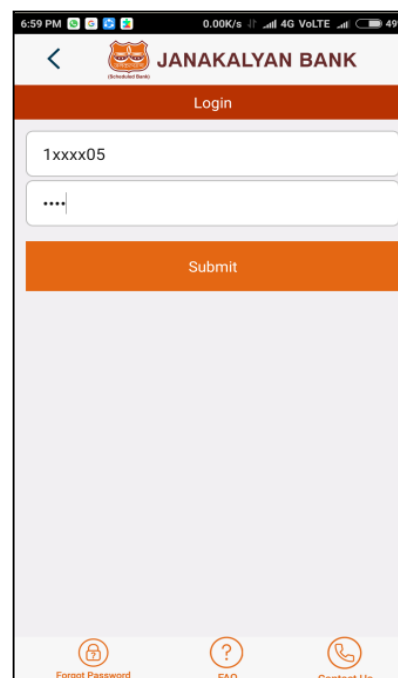 6:59 PM 0.00K/s 4G VoLTE 49
JANAKALYAN BANK
(Scheduled Bank)
Login
1xxxx05
••••
Submit
Forgot Password FAQ Contact Us